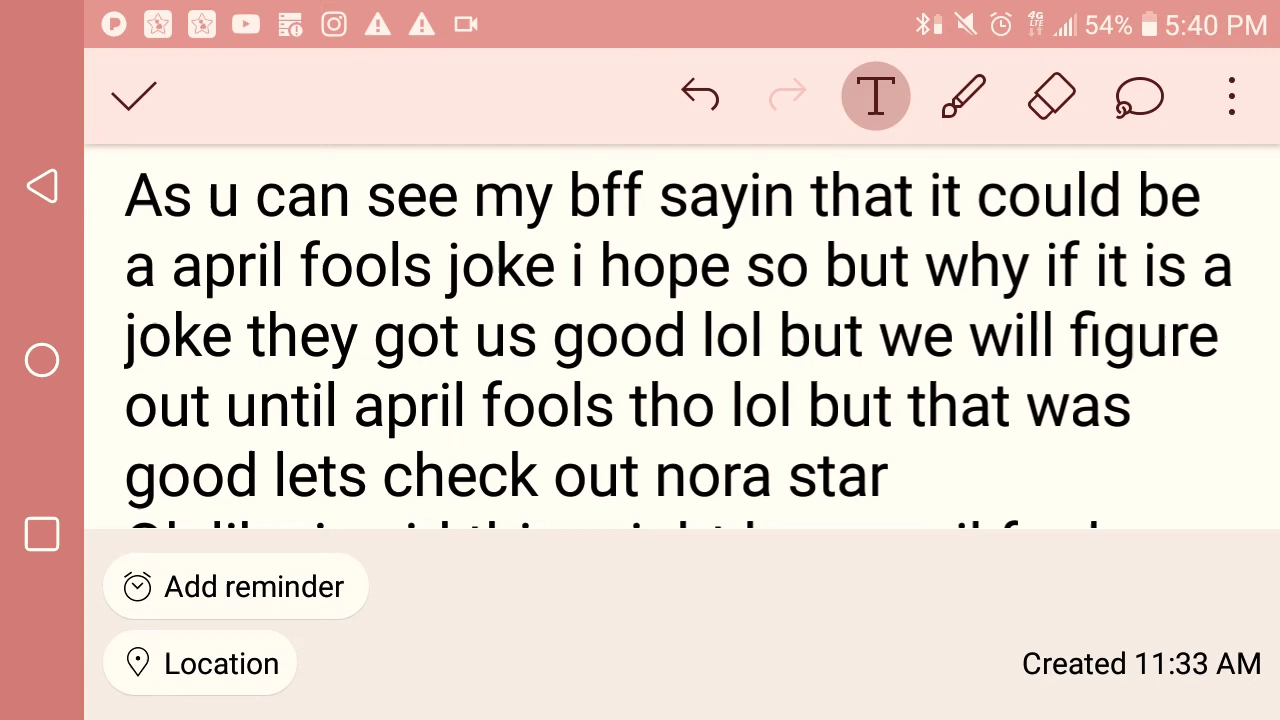 54% 5:40 PM
As u can see my bff sayin that it could be
a april fools joke i hope so but why if it is a
joke they got us good lol but we will figure
out until april fools tho lol but that was
good lets check out nora star
Add reminder
Location
Created 11:33 AM